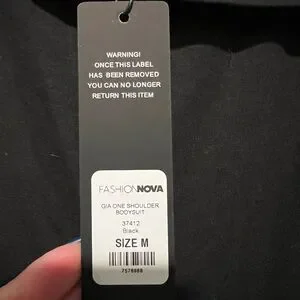 WARNING!
ONCE THIS LABEL
HAS BEEN REMOVED
YOU CAN NO LONGER
RETURN THIS ITEM
FASHIONNOVA
GIA ONE SHOULDER
BODYSUIT
37412
Black
SIZE M
7578088